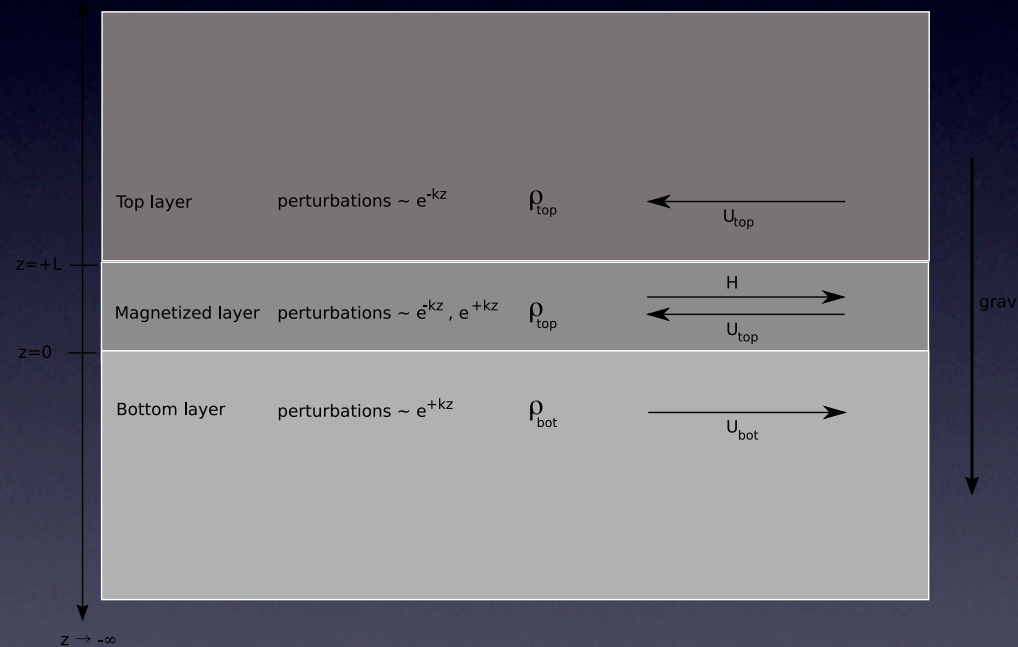 Top layer perturbations ~ e^-kz ρ_top U_top
z=+L
H
Magnetized layer perturbations ~ e^-kz , e^+kz ρ_top U_top
grav
z=0
Bottom layer perturbations ~ e^+kz ρ_bot U_bot
z → -∞